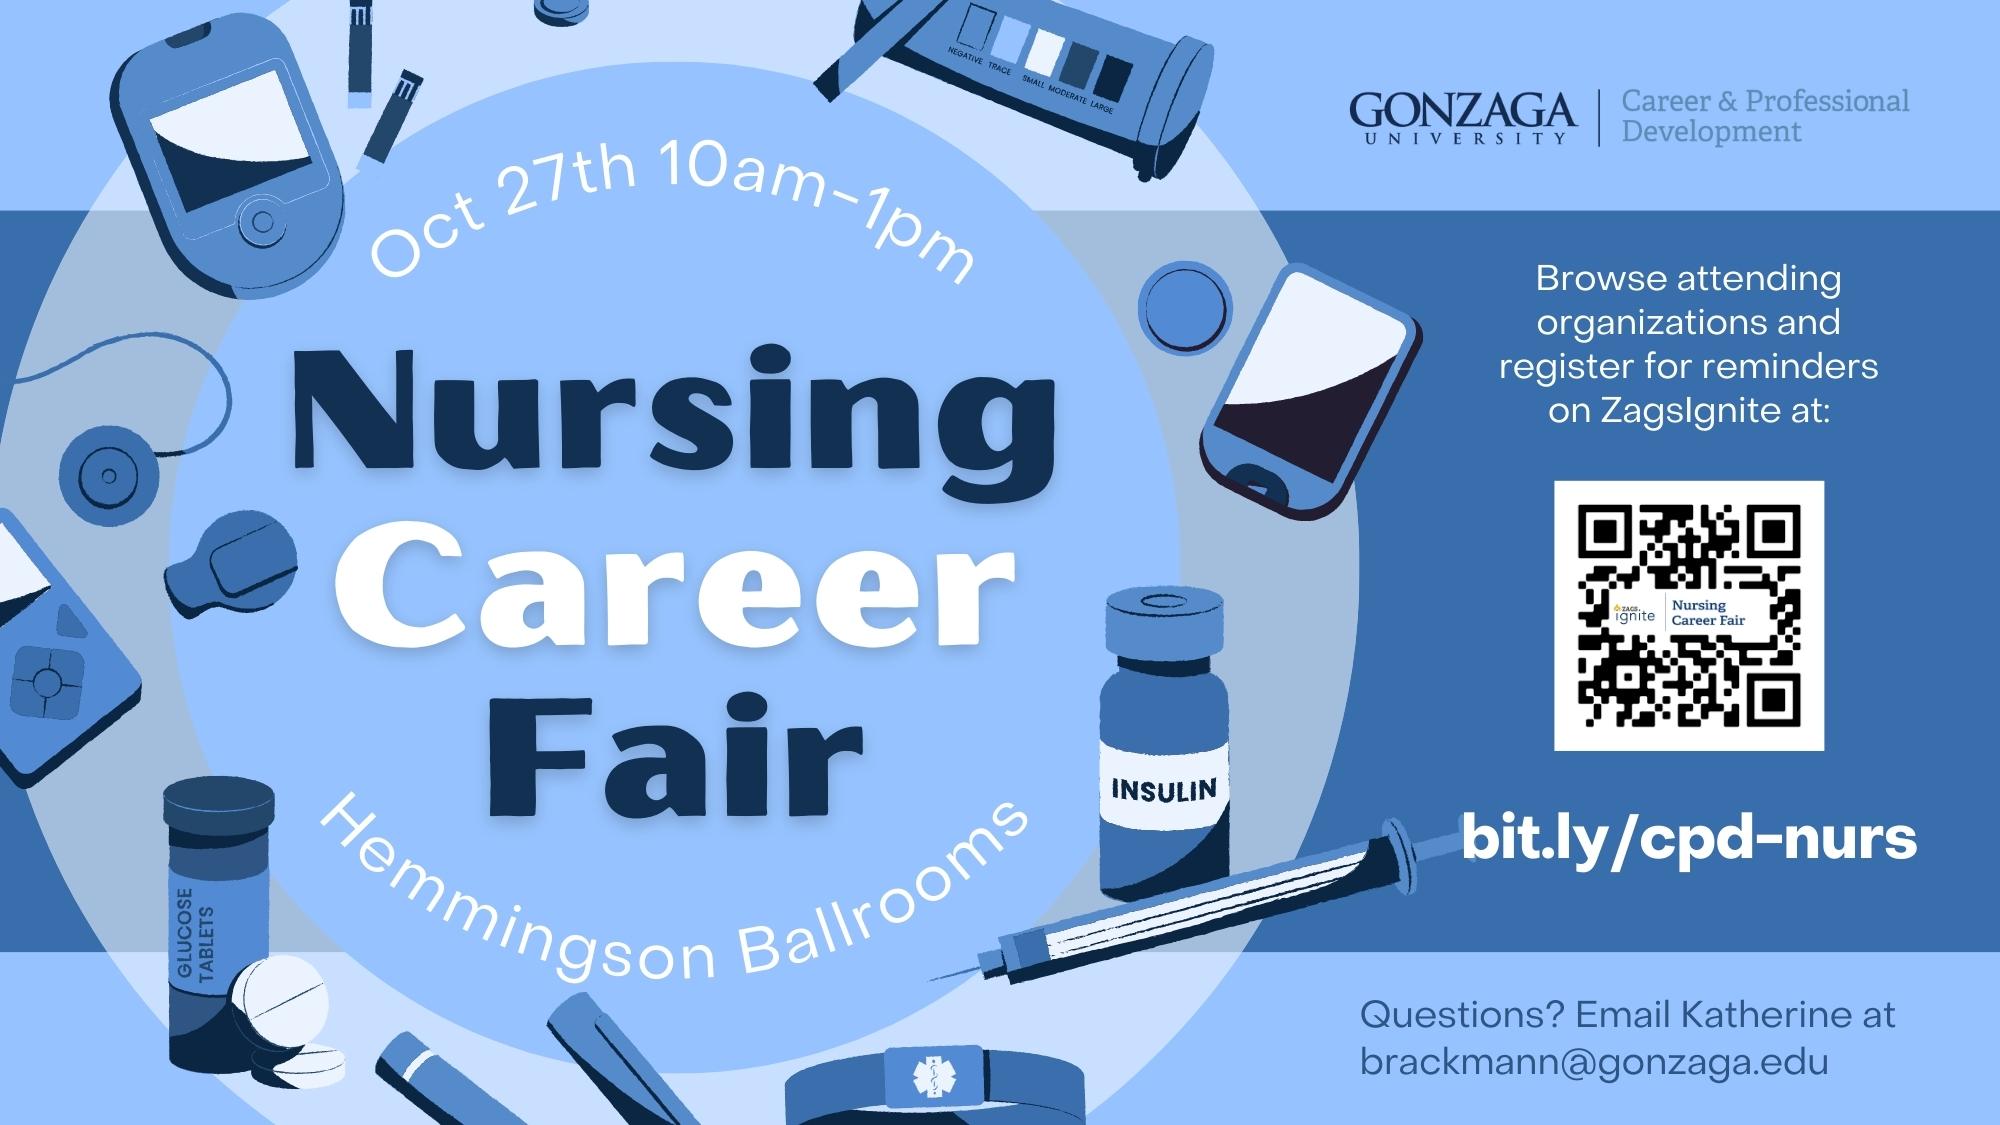 NEGATIVE TRACE SMALL MODERATE LARGE
GONZAGA
UNIVERSITY
Career & Professional
Development
Oct 27th 10am-1pm
Nursing
Career
Fair
Hemmingson Ballrooms
Browse attending
organizations and
register for reminders
on ZagsIgnite at:
ZAGS
ignite
Nursing
Career Fair
INSULIN
bit.ly/cpd-nurs
GLUCOSE
TABLETS
Questions? Email Katherine at
brackmann@gonzaga.edu